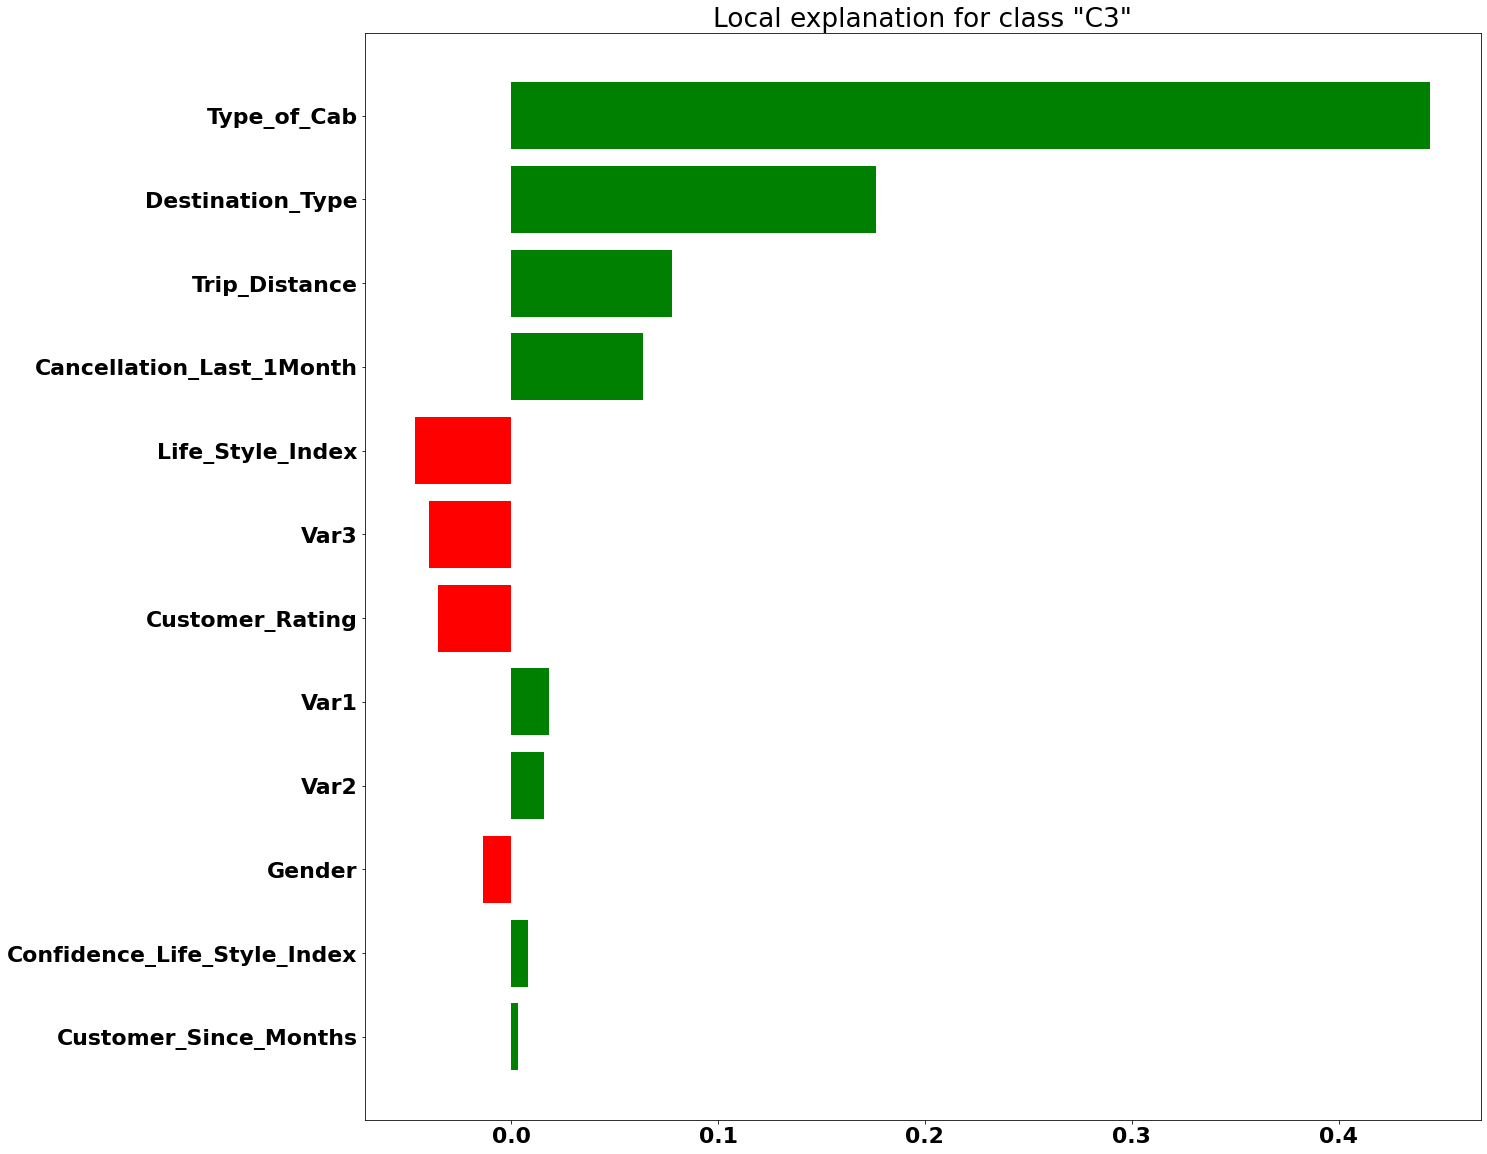 Local explanation for class "C3"
Type_of_Cab
Destination_Type
Trip_Distance
Cancellation_Last_1Month
Life_Style_Index
Var3
Customer_Rating
Var1
Var2
Gender
Confidence_Life_Style_Index
Customer_Since_Months
0.0 0.1 0.2 0.3 0.4